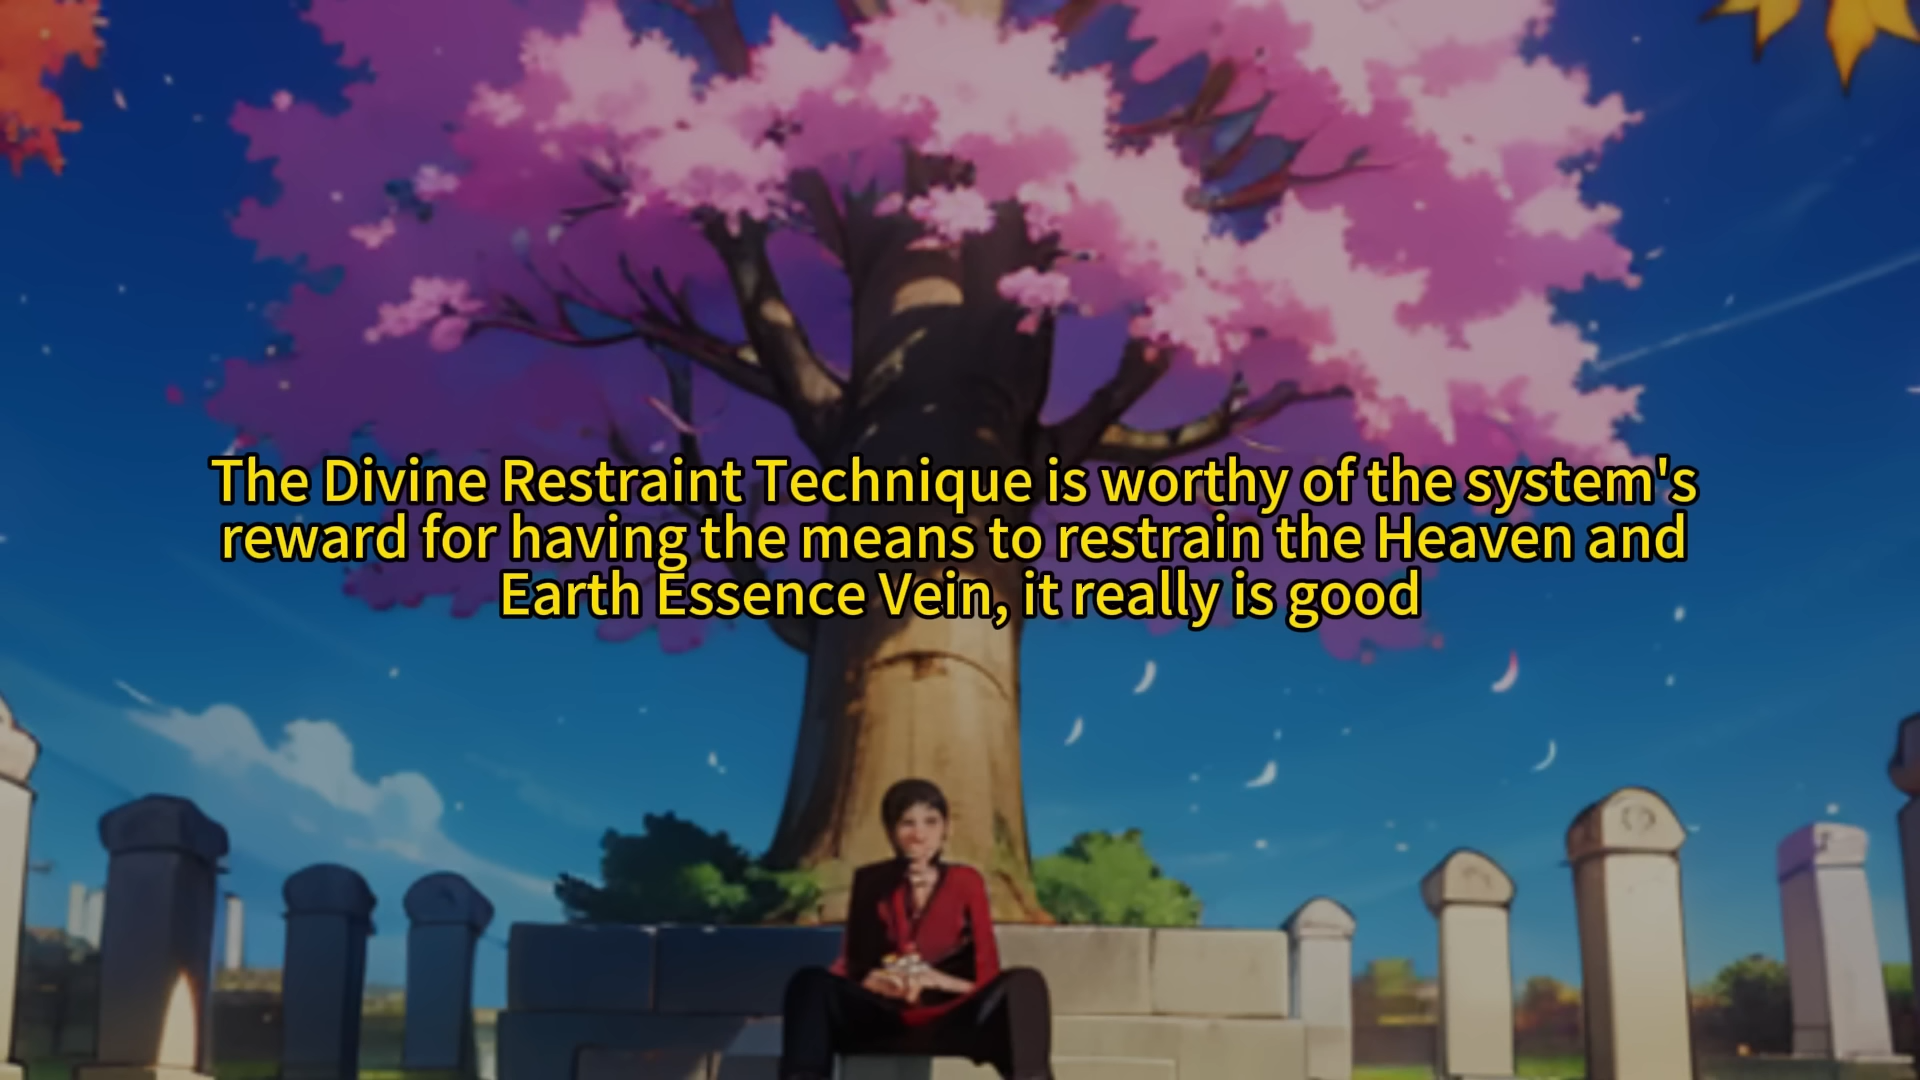 The Divine Restraint Technique is worthy of the system's
reward for having the means to restrain the Heaven and
Earth Essence Vein, it really is good